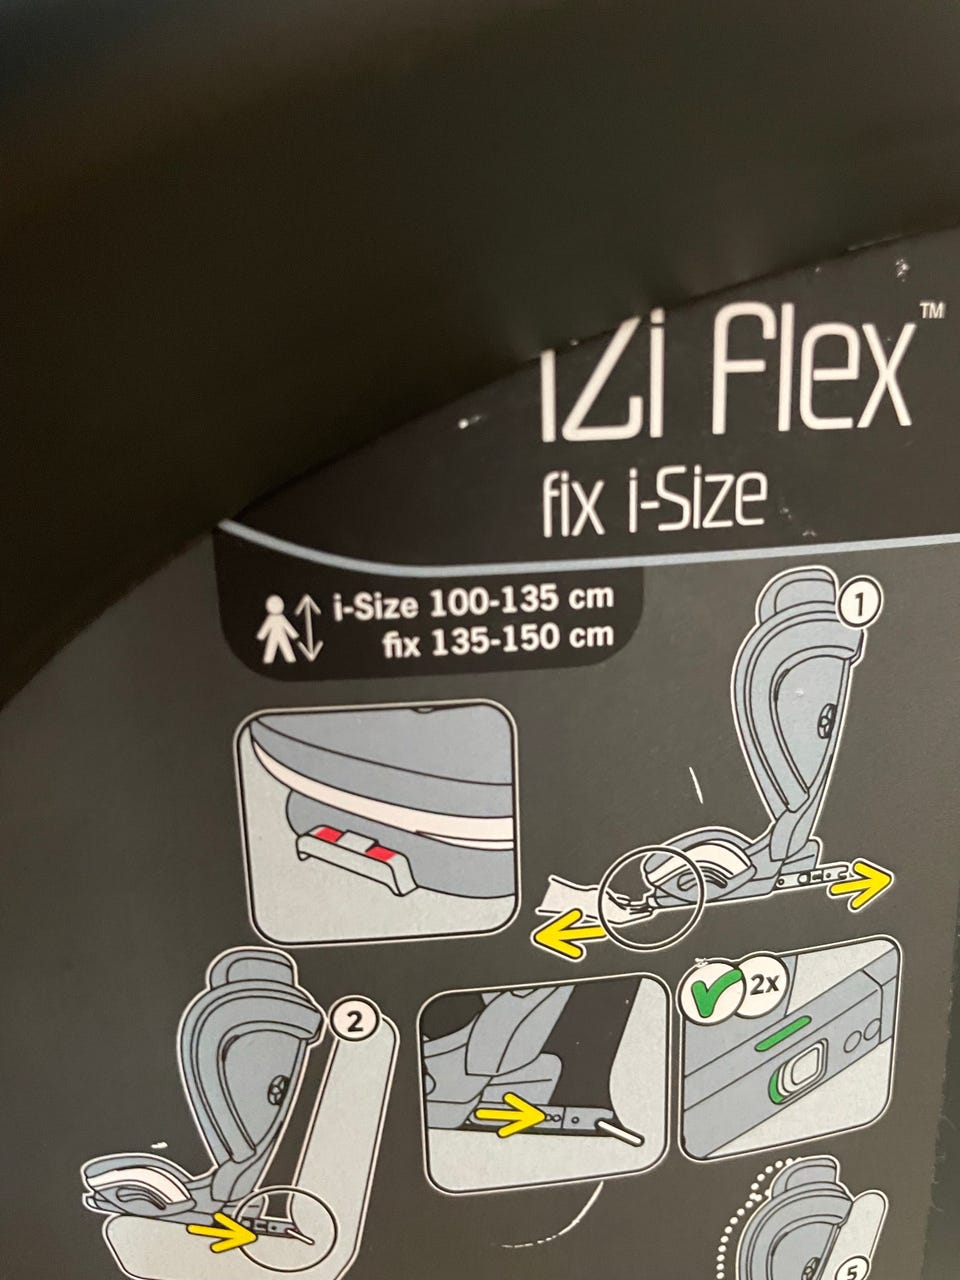 iZi Flex™
fix i-Size
i-Size 100-135 cm
fix 135-150 cm
1
2
2x
5